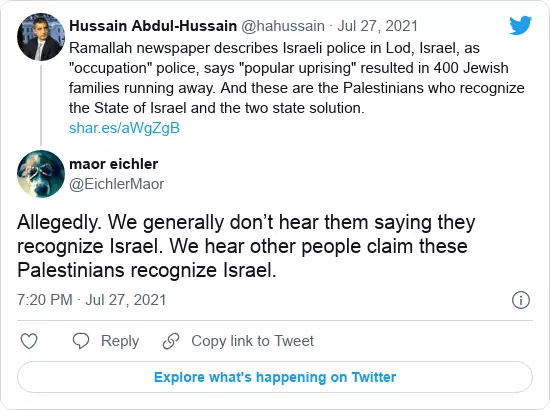 Hussain Abdul-Hussain @hahussain · Jul 27, 2021
Ramallah newspaper describes Israeli police in Lod, Israel, as
"occupation" police, says "popular uprising" resulted in 400 Jewish
families running away. And these are the Palestinians who recognize
the State of Israel and the two state solution.
shar.es/aWgZgB
maor eichler
@EichlerMaor
Allegedly. We generally don’t hear them saying they
recognize Israel. We hear other people claim these
Palestinians recognize Israel.
7:20 PM · Jul 27, 2021
Reply
Copy link to Tweet
Explore what's happening on Twitter